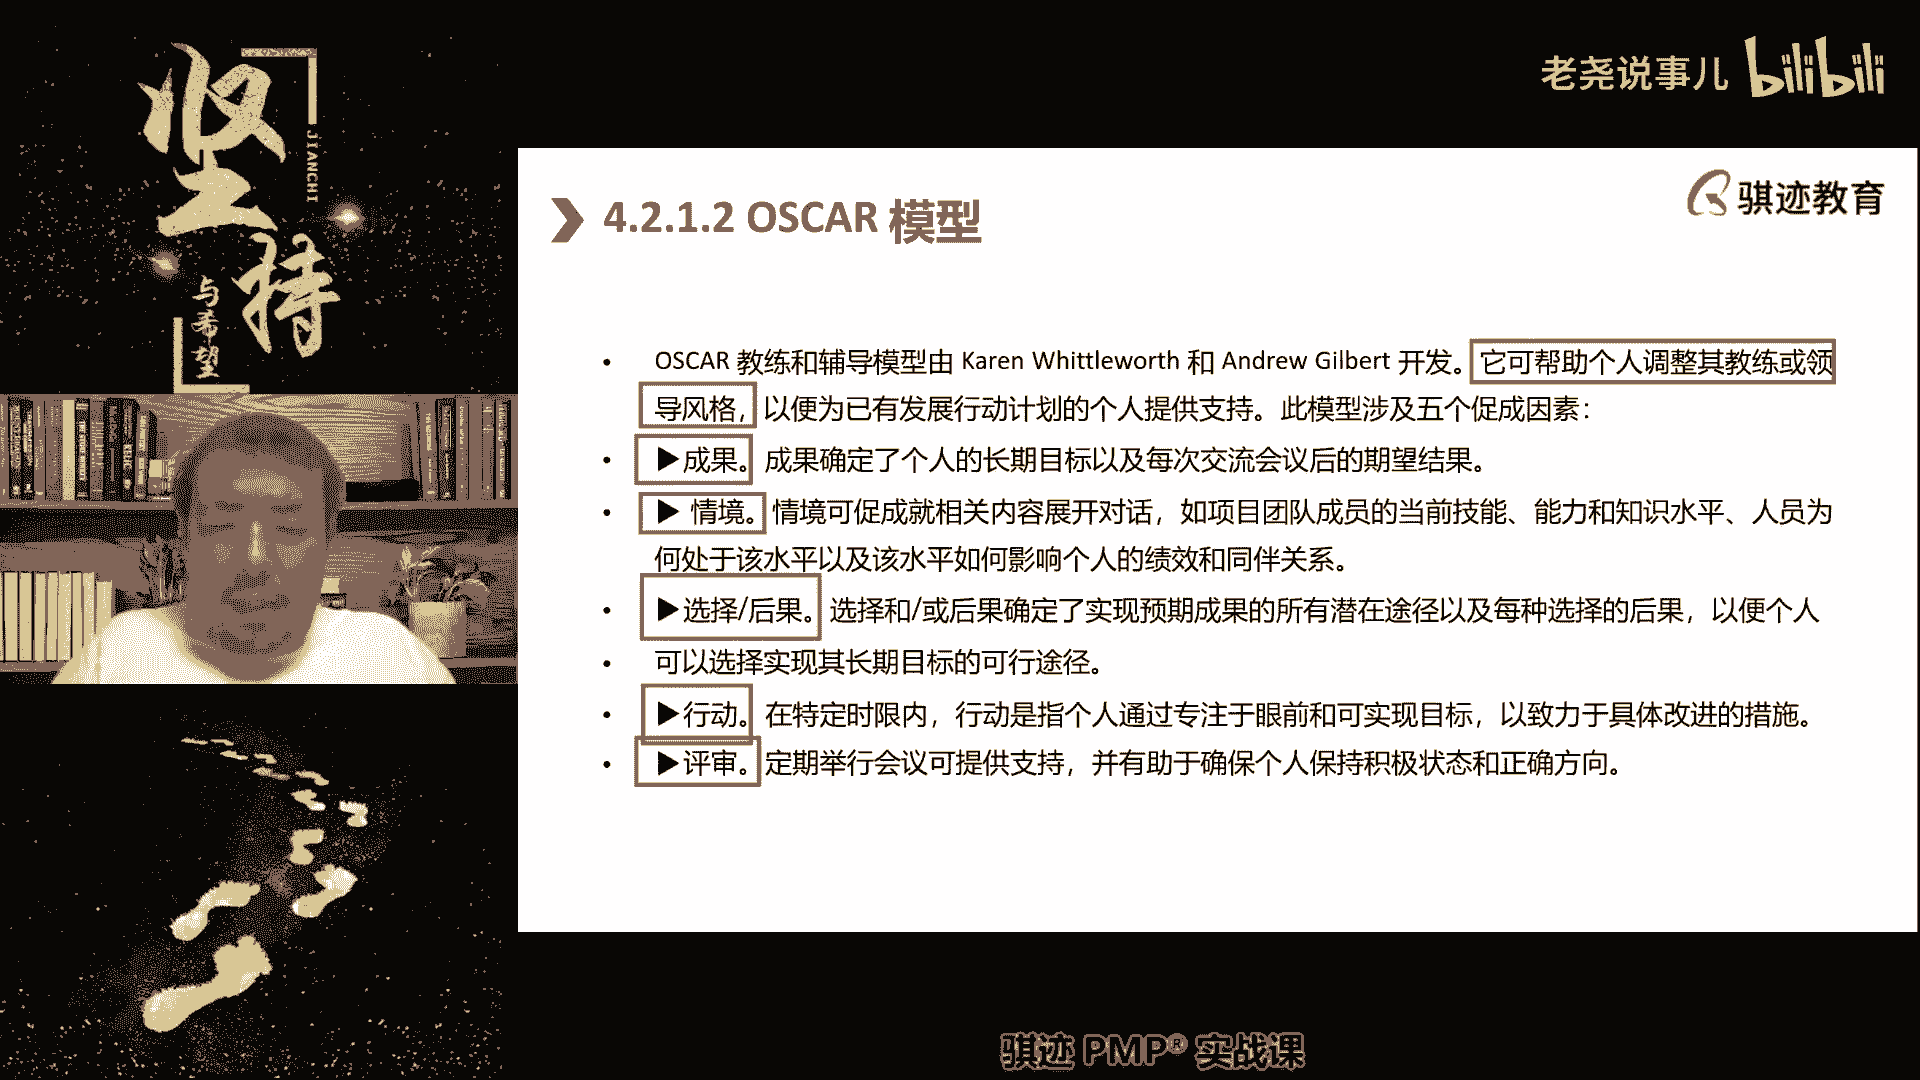 坚持
JIANCHI
与希望
老尧说事儿 bilibili
骐迹教育
4.2.1.2 OSCAR 模型
• OSCAR 教练和辅导模型由 Karen Whittleworth 和 Andrew Gilbert 开发。它可帮助个人调整其教练或领
导风格，以便为已有发展行动计划的个人提供支持。此模型涉及五个促成因素：
• ▶成果。成果确定了个人的长期目标以及每次交流会议后的期望结果。
• ▶ 情境。情境可促成就相关内容展开对话，如项目团队成员的当前技能、能力和知识水平、人员为
何处于该水平以及该水平如何影响个人的绩效和同伴关系。
• ▶选择/后果。选择和/或后果确定了实现预期成果的所有潜在途径以及每种选择的后果，以便个人
• 可以选择实现其长期目标的可行途径。
• ▶行动。在特定时限内，行动是指个人通过专注于眼前和可实现目标，以致力于具体改进的措施。
• ▶评审。定期举行会议可提供支持，并有助于确保个人保持积极状态和正确方向。
骐迹 PMP® 实战课